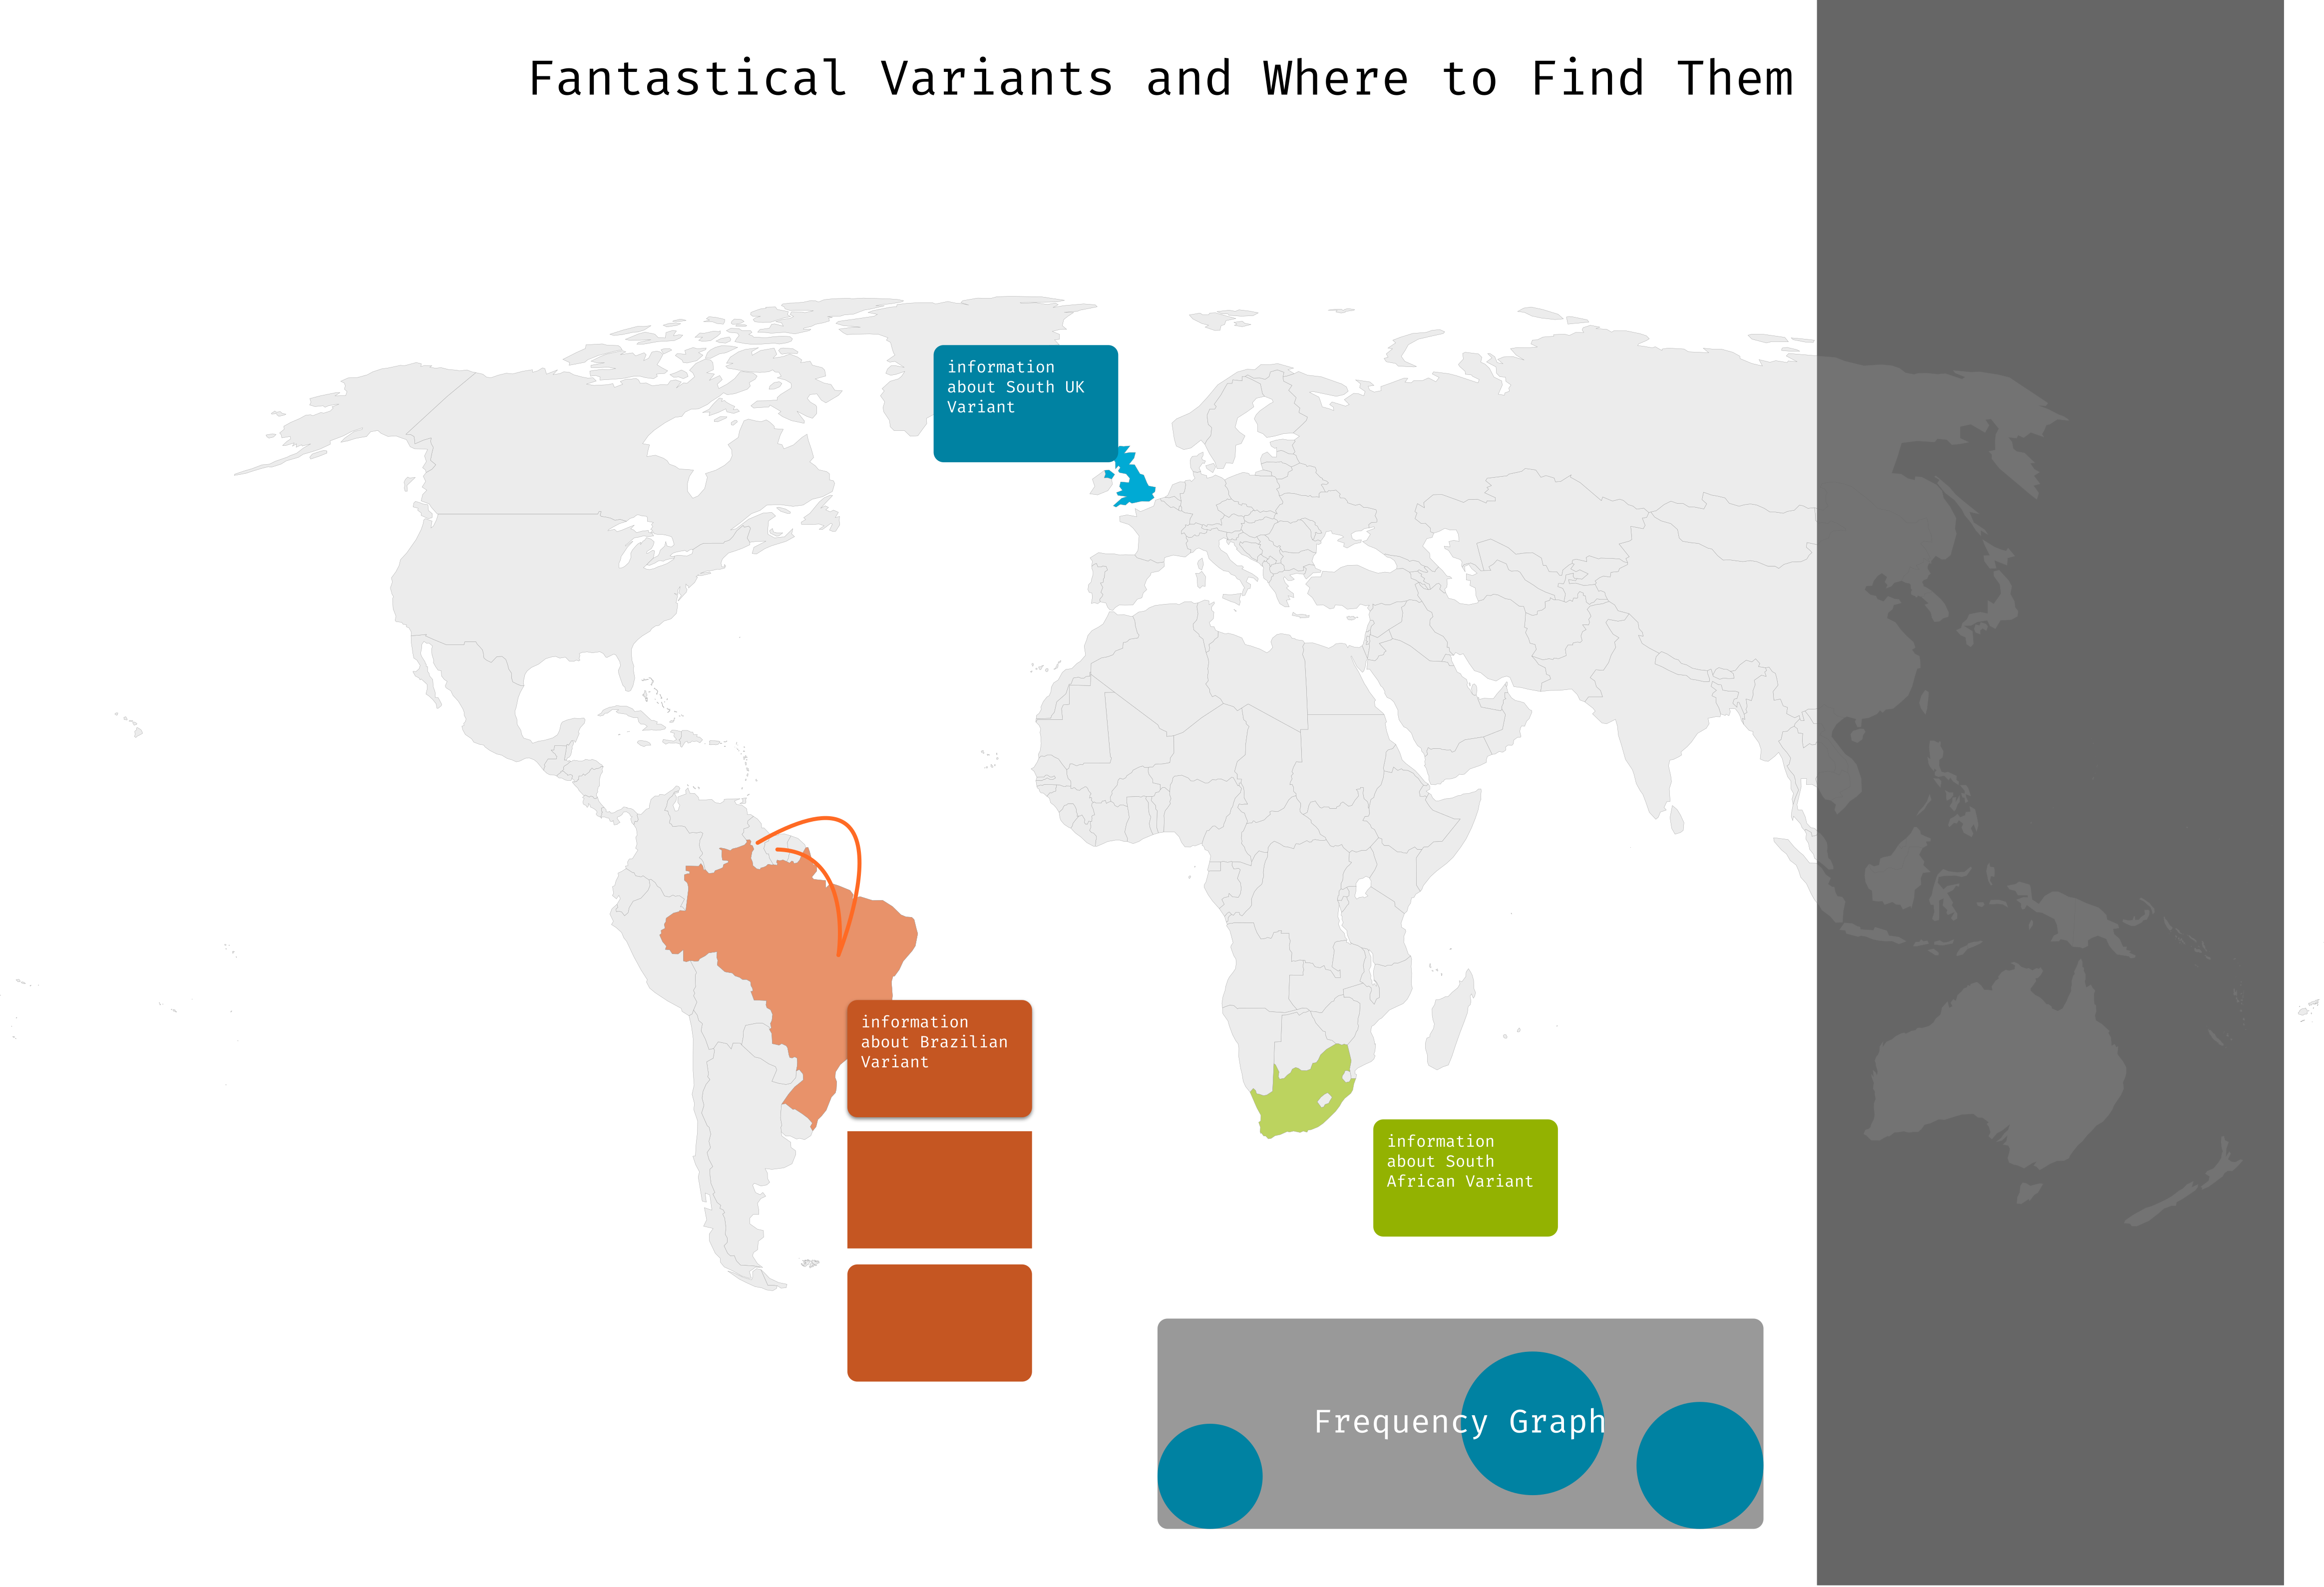 Fantastical Variants and Where to Find Them
information
about South UK
Variant
information
about Brazilian
Variant
information
about South
African Variant
Frequency Graph